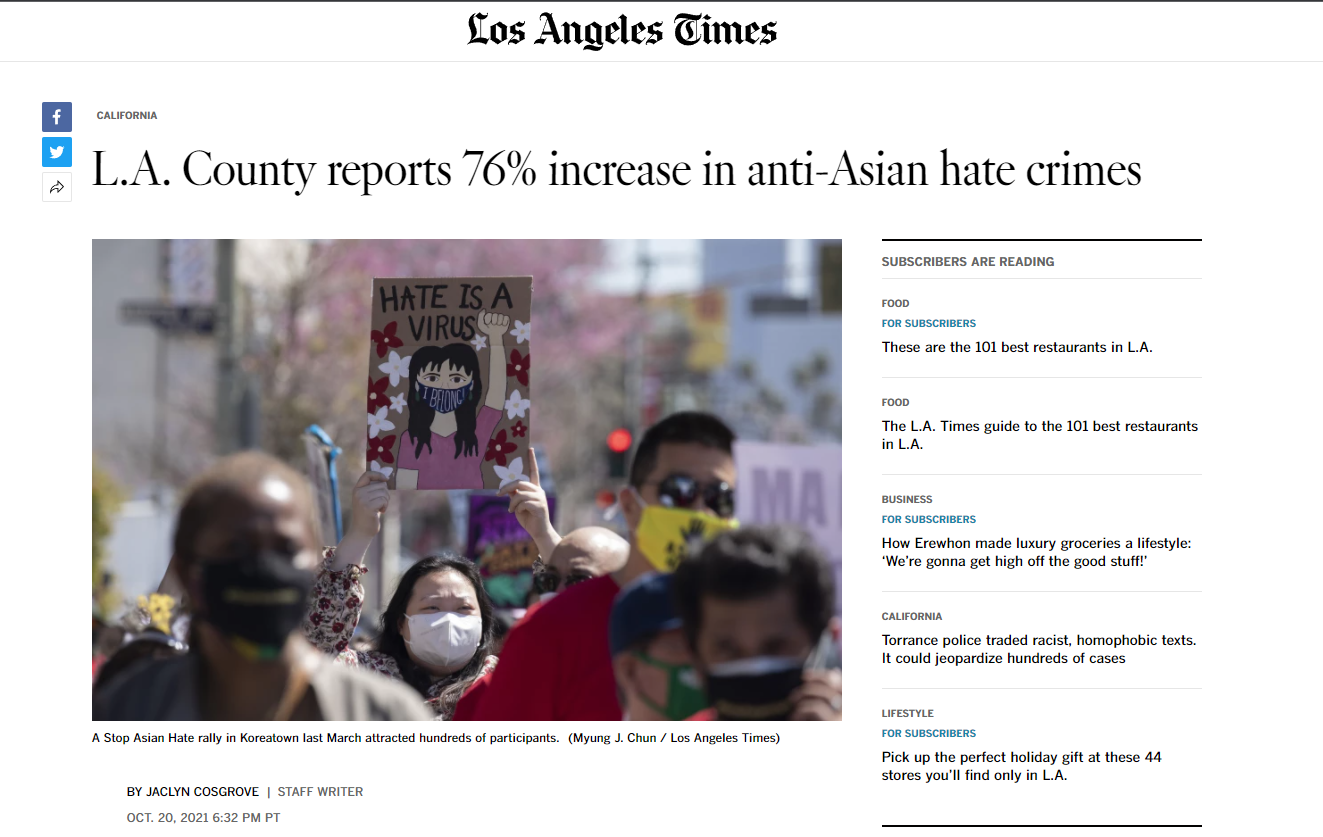 Los Angeles Times
CALIFORNIA
L.A. County reports 76% increase in anti-Asian hate crimes
HATE IS A
VIRUS
I BELONG!
MA
A Stop Asian Hate rally in Koreatown last March attracted hundreds of participants. (Myung J. Chun / Los Angeles Times)
BY JACLYN COSGROVE | STAFF WRITER
OCT. 20, 2021 6:32 PM PT
SUBSCRIBERS ARE READING
FOOD
FOR SUBSCRIBERS
These are the 101 best restaurants in L.A.
FOOD
The L.A. Times guide to the 101 best restaurants
in L.A.
BUSINESS
FOR SUBSCRIBERS
How Erewhon made luxury groceries a lifestyle:
‘We’re gonna get high off the good stuff!’
CALIFORNIA
Torrance police traded racist, homophobic texts.
It could jeopardize hundreds of cases
LIFESTYLE
FOR SUBSCRIBERS
Pick up the perfect holiday gift at these 44
stores you’ll find only in L.A.